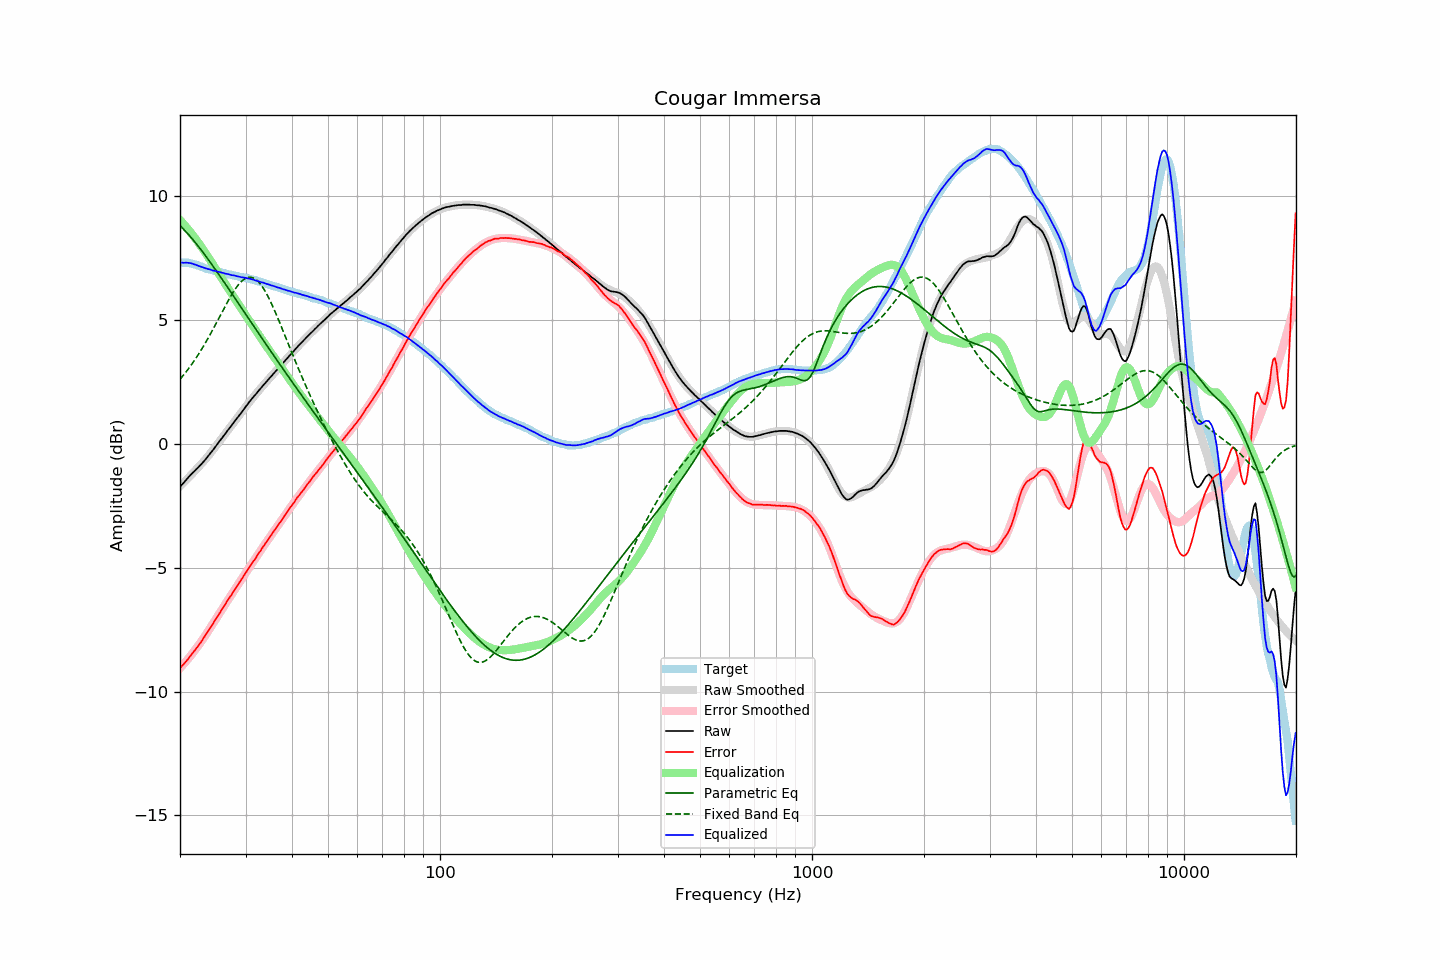 Cougar Immersa
10
5
0
−5
−10
−15
Amplitude (dBr)
Target
Raw Smoothed
Error Smoothed
Raw
Error
Equalization
Parametric Eq
Fixed Band Eq
Equalized
100
1000
10000
Frequency (Hz)